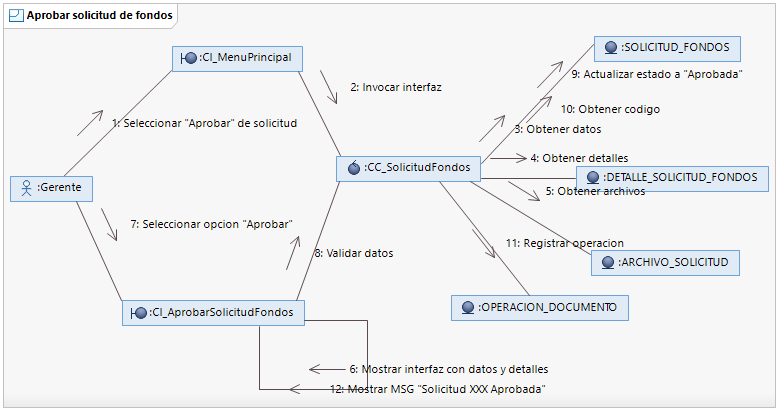 Aprobar solicitud de fondos
:SOLICITUD_FONDOS
:CI_MenuPrincipal
9: Actualizar estado a "Aprobada"
2: Invocar interfaz
10: Obtener codigo
1: Seleccionar "Aprobar" de solicitud
3: Obtener datos
4: Obtener detalles
:CC_SolicitudFondos
:DETALLE_SOLICITUD_FONDOS
:Gerente
5: Obtener archivos
7: Seleccionar opcion "Aprobar"
11: Registrar operacion
8: Validar datos
:ARCHIVO_SOLICITUD
:OPERACION_DOCUMENTO
:CI_AprobarSolicitudFondos
6: Mostrar interfaz con datos y detalles
12: Mostrar MSG "Solicitud XXX Aprobada"